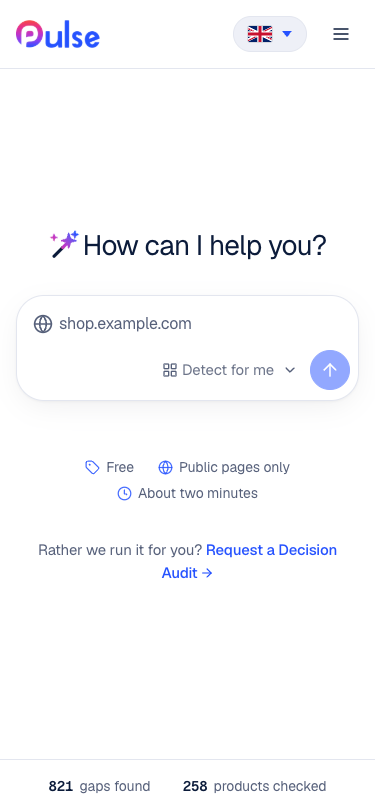 Pulse
How can I help you?
shop.example.com
Detect for me
Free
Public pages only
About two minutes
Rather we run it for you? Request a Decision
Audit →
821 gaps found
258 products checked